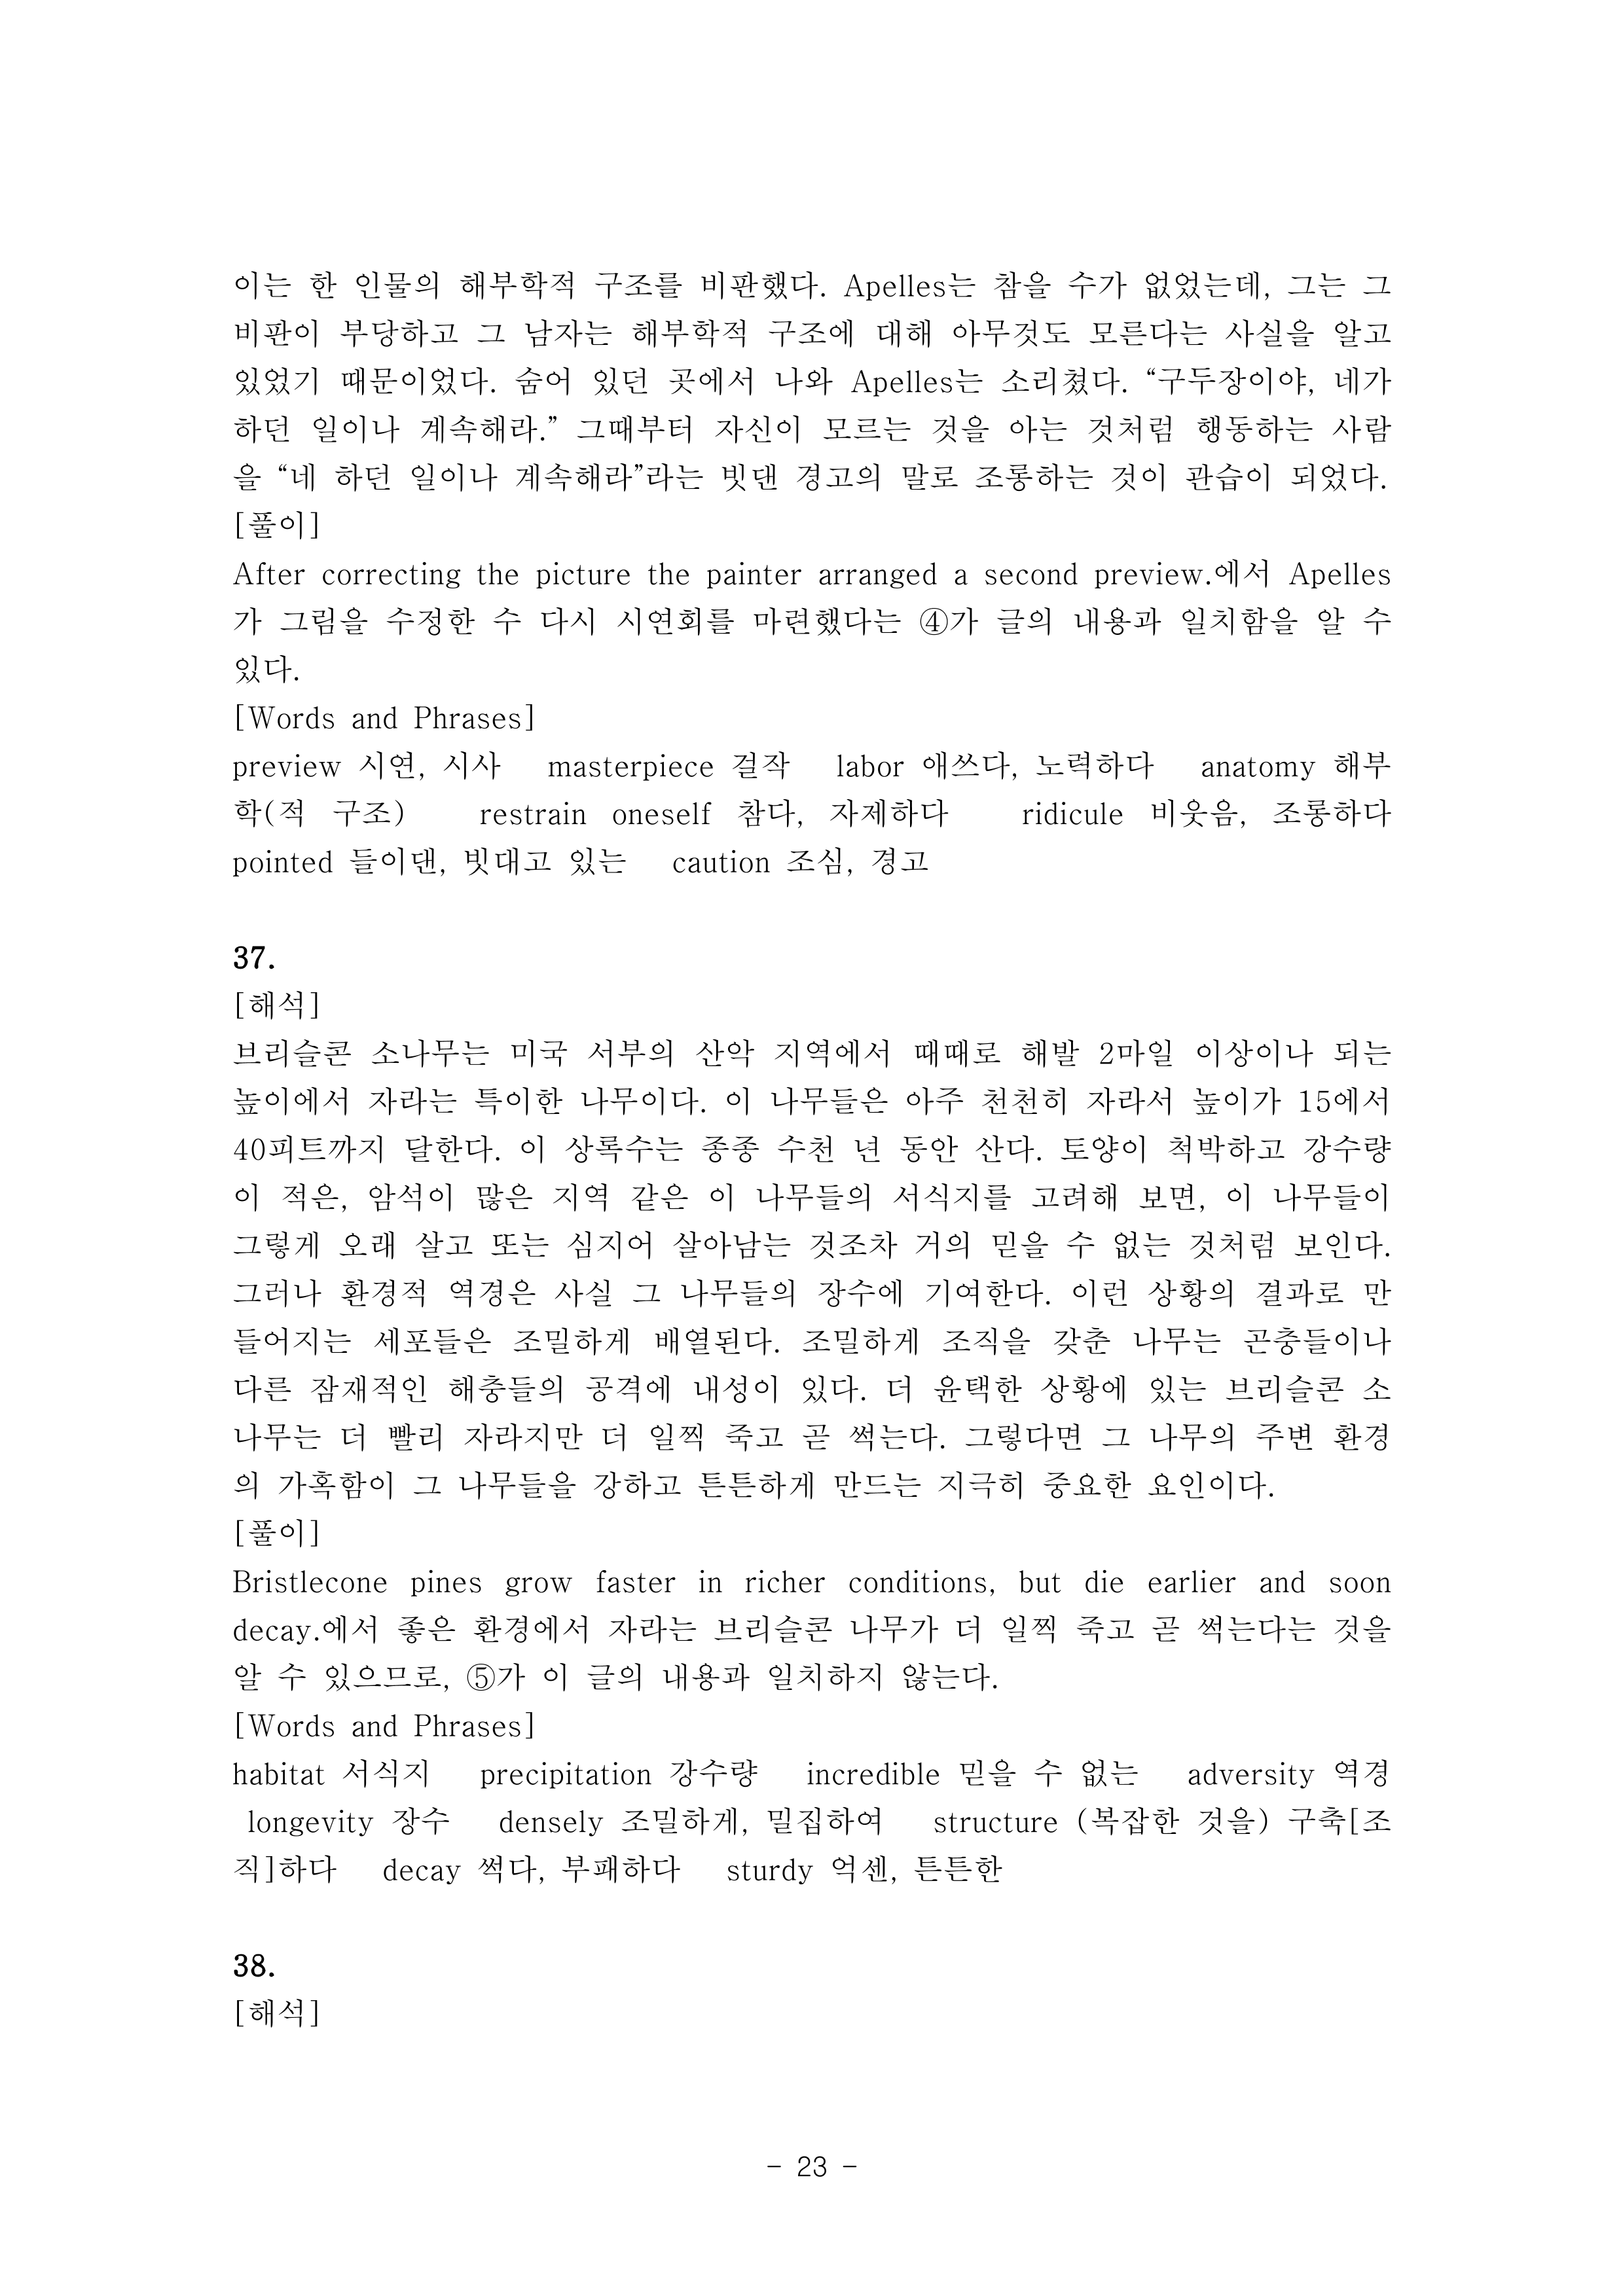 이는 한 인물의 해부학적 구조를 비판했다. Apelles는 참을 수가 없었는데, 그는 그
비판이 부당하고 그 남자는 해부학적 구조에 대해 아무것도 모른다는 사실을 알고
있었기 때문이었다. 숨어 있던 곳에서 나와 Apelles는 소리쳤다. “구두장이야, 네가
하던 일이나 계속해라.” 그때부터 자신이 모르는 것을 아는 것처럼 행동하는 사람
을 “네 하던 일이나 계속해라”라는 빗댄 경고의 말로 조롱하는 것이 관습이 되었다.
[풀이]
After correcting the picture the painter arranged a second preview.에서 Apelles
가 그림을 수정한 수 다시 시연회를 마련했다는 ④가 글의 내용과 일치함을 알 수
있다.
[Words and Phrases]
preview 시연, 시사 masterpiece 걸작 labor 애쓰다, 노력하다 anatomy 해부
학(적 구조) restrain oneself 참다, 자제하다 ridicule 비웃음, 조롱하다
pointed 들이댄, 빗대고 있는 caution 조심, 경고
37.
[해석]
브리슬콘 소나무는 미국 서부의 산악 지역에서 때때로 해발 2마일 이상이나 되는
높이에서 자라는 특이한 나무이다. 이 나무들은 아주 천천히 자라서 높이가 15에서
40피트까지 달한다. 이 상록수는 종종 수천 년 동안 산다. 토양이 척박하고 강수량
이 적은, 암석이 많은 지역 같은 이 나무들의 서식지를 고려해 보면, 이 나무들이
그렇게 오래 살고 또는 심지어 살아남는 것조차 거의 믿을 수 없는 것처럼 보인다.
그러나 환경적 역경은 사실 그 나무들의 장수에 기여한다. 이런 상황의 결과로 만
들어지는 세포들은 조밀하게 배열된다. 조밀하게 조직을 갖춘 나무는 곤충들이나
다른 잠재적인 해충들의 공격에 내성이 있다. 더 윤택한 상황에 있는 브리슬콘 소
나무는 더 빨리 자라지만 더 일찍 죽고 곧 썩는다. 그렇다면 그 나무의 주변 환경
의 가혹함이 그 나무들을 강하고 튼튼하게 만드는 지극히 중요한 요인이다.
[풀이]
Bristlecone pines grow faster in richer conditions, but die earlier and soon
decay.에서 좋은 환경에서 자라는 브리슬콘 나무가 더 일찍 죽고 곧 썩는다는 것을
알 수 있으므로, ⑤가 이 글의 내용과 일치하지 않는다.
[Words and Phrases]
habitat 서식지 precipitation 강수량 incredible 믿을 수 없는 adversity 역경
longevity 장수 densely 조밀하게, 밀집하여 structure (복잡한 것을) 구축[조
직]하다 decay 썩다, 부패하다 sturdy 억센, 튼튼한
38.
[해석]
- 23 -